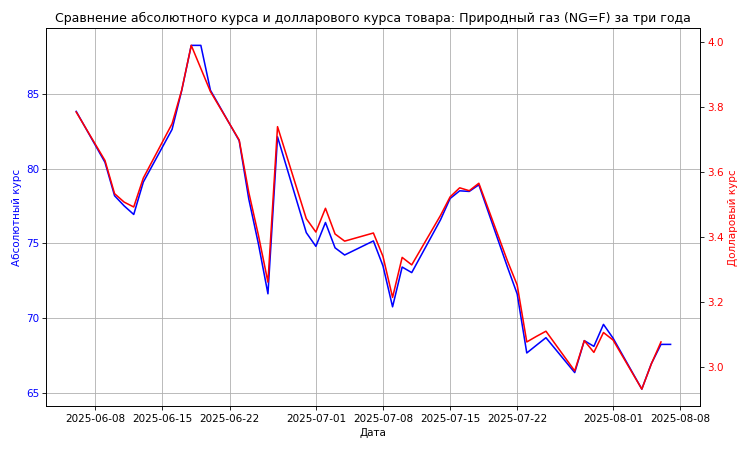 Сравнение абсолютного курса и долларового курса товара: Природный газ (NG=F) за три года
Абсолютный курс
85
80
75
70
65
4.0
3.8
3.6
3.4
3.2
3.0
Долларовый курс
2025-06-08 2025-06-15 2025-06-22 2025-07-01 2025-07-08 2025-07-15 2025-07-22 2025-08-01 2025-08-08
Дата